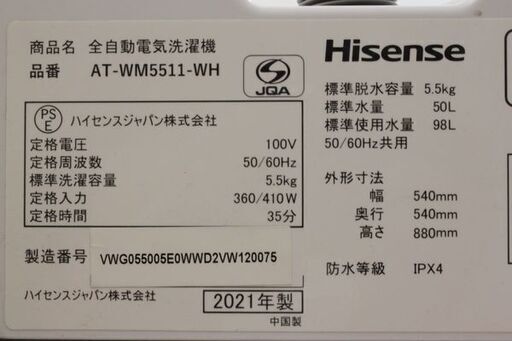 商品名 全自動電気洗濯機
品番 AT-WM5511-WH
JQA
PS
E
ハイセンスジャパン株式会社
定格電圧 100V
定格周波数 50/60Hz
標準洗濯容量 5.5kg
定格入力 360/410W
定格時間 35分
製造番号 VWG055005E0WWD2VW120075
ハイセンスジャパン株式会社
2021年製
中国製
Hisense
標準脱水容量 5.5kg
標準水量 50L
標準使用水量 98L
50/60Hz共用
外形寸法
幅 540mm
奥行 540mm
高さ 880mm
防水等級 IPX4